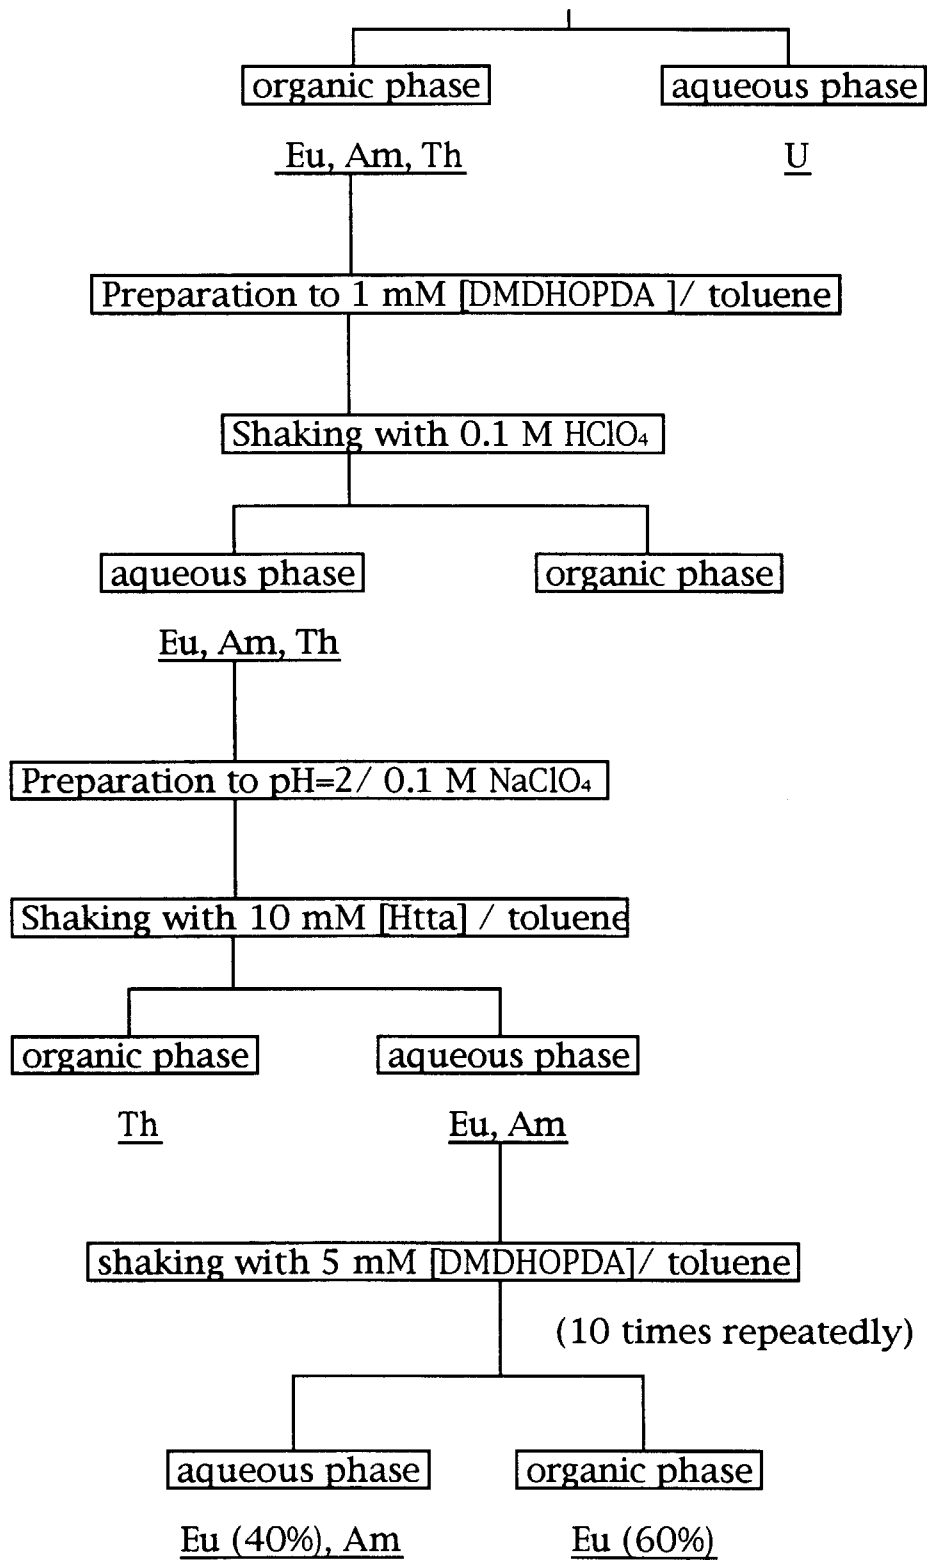 organic phase
aqueous phase
Eu, Am, Th
U
Preparation to 1 mM [DMDHOPDA ]/ toluene
Shaking with 0.1 M HClO₄
aqueous phase
organic phase
Eu, Am, Th
Preparation to pH=2/ 0.1 M NaClO₄
Shaking with 10 mM [Htta] / toluene
organic phase
aqueous phase
Th
Eu, Am
shaking with 5 mM [DMDHOPDA]/ toluene
(10 times repeatedly)
aqueous phase
organic phase
Eu (40%), Am
Eu (60%)